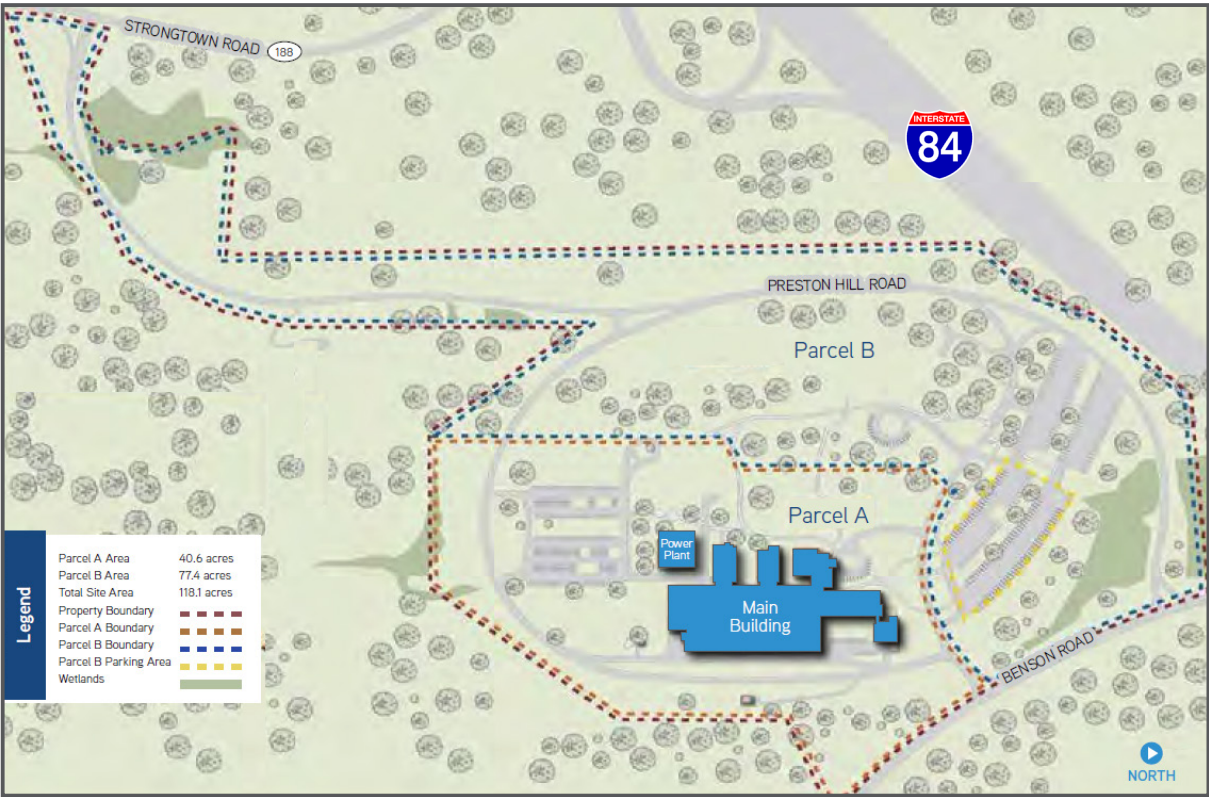 STRONGTOWN ROAD
188
INTERSTATE
84
PRESTON HILL ROAD
Parcel B
Parcel A
Power
Plant
Main
Building
BENSON ROAD
Legend
Parcel A Area 40.6 acres
Parcel B Area 77.4 acres
Total Site Area 118.1 acres
Property Boundary
Parcel A Boundary
Parcel B Boundary
Parcel B Parking Area
Wetlands
NORTH